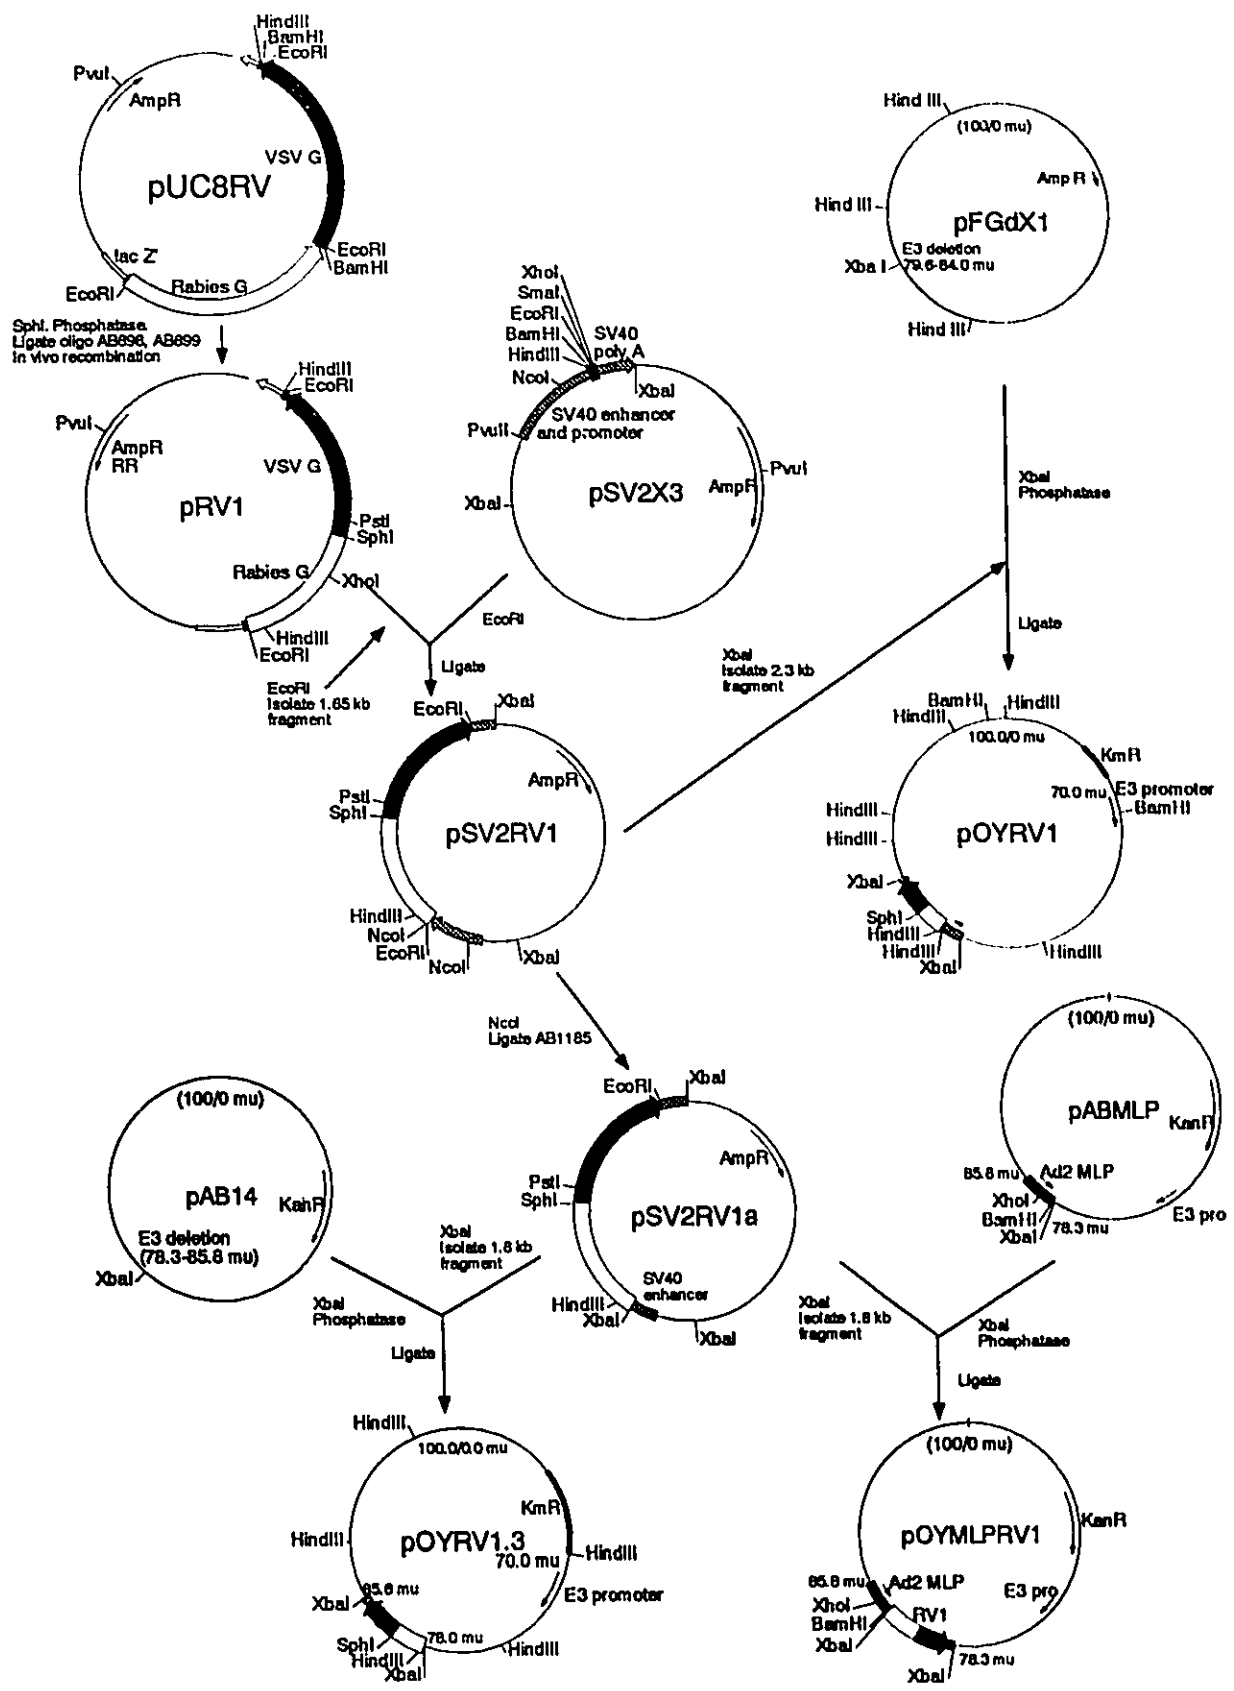 HindIII
BamHI
EcoRI
PvuI
AmpR
VSV G
pUC8RV
lac Z'
EcoRI
BamHI
Rabies G
EcoRI
SphI. Phosphatase
Ligate oligo AB898, AB899
In vivo recombination
Hind III
(100/0 mu)
Amp R
Hind III
pFGdX1
E3 deletion
Xba I
79.6-84.0 mu
Hind III
XhoI
SmaI
EcoRI
BamHI
HindIII
NcoI
SV40
poly A
XbaI
SV40 enhancer
and promoter
PvuII
PvuI
AmpR
pSV2X3
XbaI
HindIII
EcoRI
PvuI
AmpR
RR
VSV G
pRV1
PstI
SphI
Rabies G
XhoI
HindIII
EcoRI
EcoRI
Isolate 1.65 kb
fragment
EcoRI
Ligate
XbaI
Phosphatase
Ligate
XbaI
Isolate 2.3 kb
fragment
EcoRI
XbaI
AmpR
PstI
SphI
pSV2RV1
HindIII
NcoI
EcoRI
NcoI
XbaI
BamHI
HindIII
HindIII
100.0/0 mu
KmR
70.0 mu
E3 promoter
BamHI
HindIII
HindIII
pOYRV1
XbaI
SphI
HindIII
HindIII
XbaI
HindIII
NcoI
Ligate AB1185
(100/0 mu)
pAB14
KanR
E3 deletion
(78.3-85.8 mu)
XbaI
EcoRI
XbaI
AmpR
PstI
SphI
pSV2RV1a
SV40
enhancer
HindIII
XbaI
XbaI
(100/0 mu)
pABMLP
KanR
85.8 mu
Ad2 MLP
XhoI
BamHI
XbaI
78.3 mu
E3 pro
XbaI
Phosphatase
XbaI
Isolate 1.8 kb
fragment
Ligate
XbaI
Isolate 1.8 kb
fragment
XbaI
Phosphatase
Ligate
HindIII
100.0/0.0 mu
KmR
HindIII
pOYRV1.3
70.0 mu
HindIII
E3 promoter
85.8 mu
XbaI
SphI
HindIII
XbaI
78.0 mu
HindIII
(100/0 mu)
KanR
pOYMLPRV1
85.8 mu
Ad2 MLP
E3 pro
XhoI
BamHI
XbaI
RV1
78.3 mu
XbaI